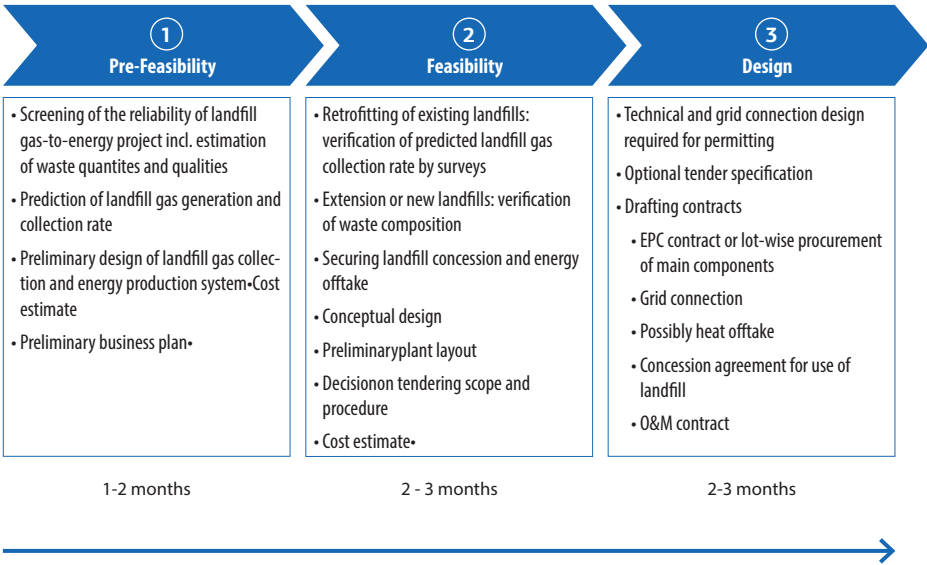 1
Pre-Feasibility
• Screening of the reliability of landfill
gas-to-energy project incl. estimation
of waste quantites and qualities
• Prediction of landfill gas generation and
collection rate
• Preliminary design of landfill gas collec-
tion and energy production system•Cost
estimate
• Preliminary business plan•
1-2 months
2
Feasibility
• Retrofitting of existing landfills:
verification of predicted landfill gas
collection rate by surveys
• Extension or new landfills: verification
of waste composition
• Securing landfill concession and energy
offtake
• Conceptual design
• Preliminaryplant layout
• Decisionon tendering scope and
procedure
• Cost estimate•
2 - 3 months
3
Design
• Technical and grid connection design
required for permitting
• Optional tender specification
• Drafting contracts
• EPC contract or lot-wise procurement
of main components
• Grid connection
• Possibly heat offtake
• Concession agreement for use of
landfill
• O&M contract
2-3 months